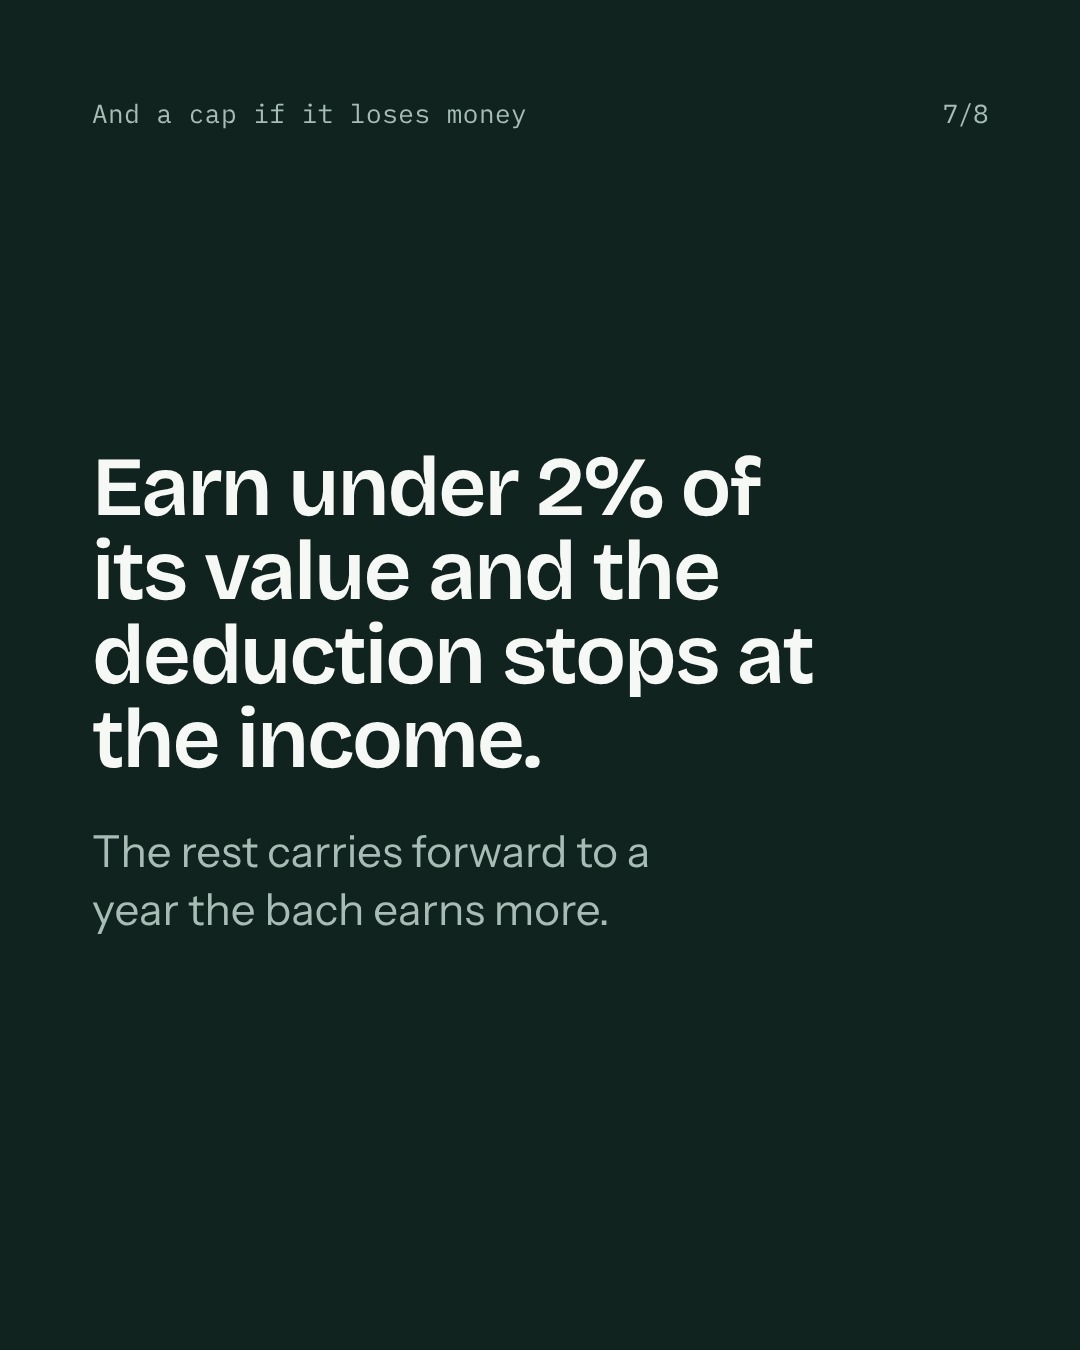 And a cap if it loses money
7/8
Earn under 2% of
its value and the
deduction stops at
the income.
The rest carries forward to a
year the bach earns more.